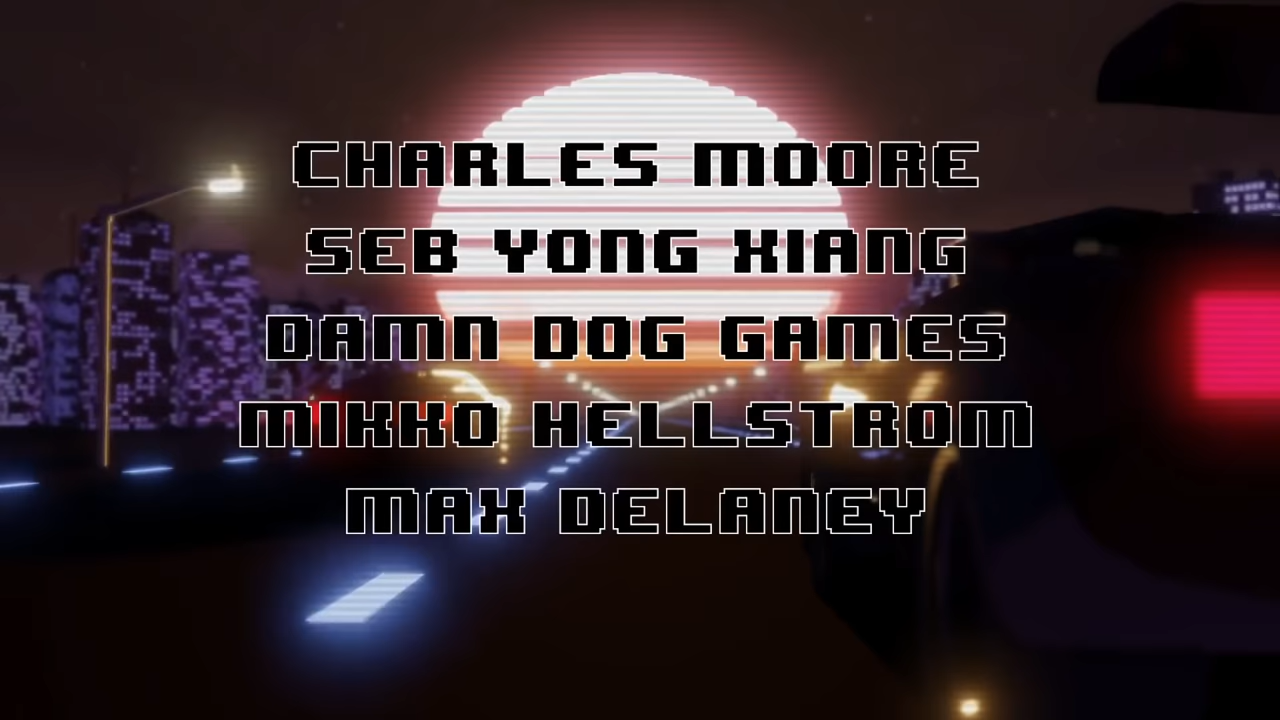 CHARLES MOORE
SEB YONG XIANG
DAMN DOG GAMES
MIKKO HELLSTROM
MAX DELANEY